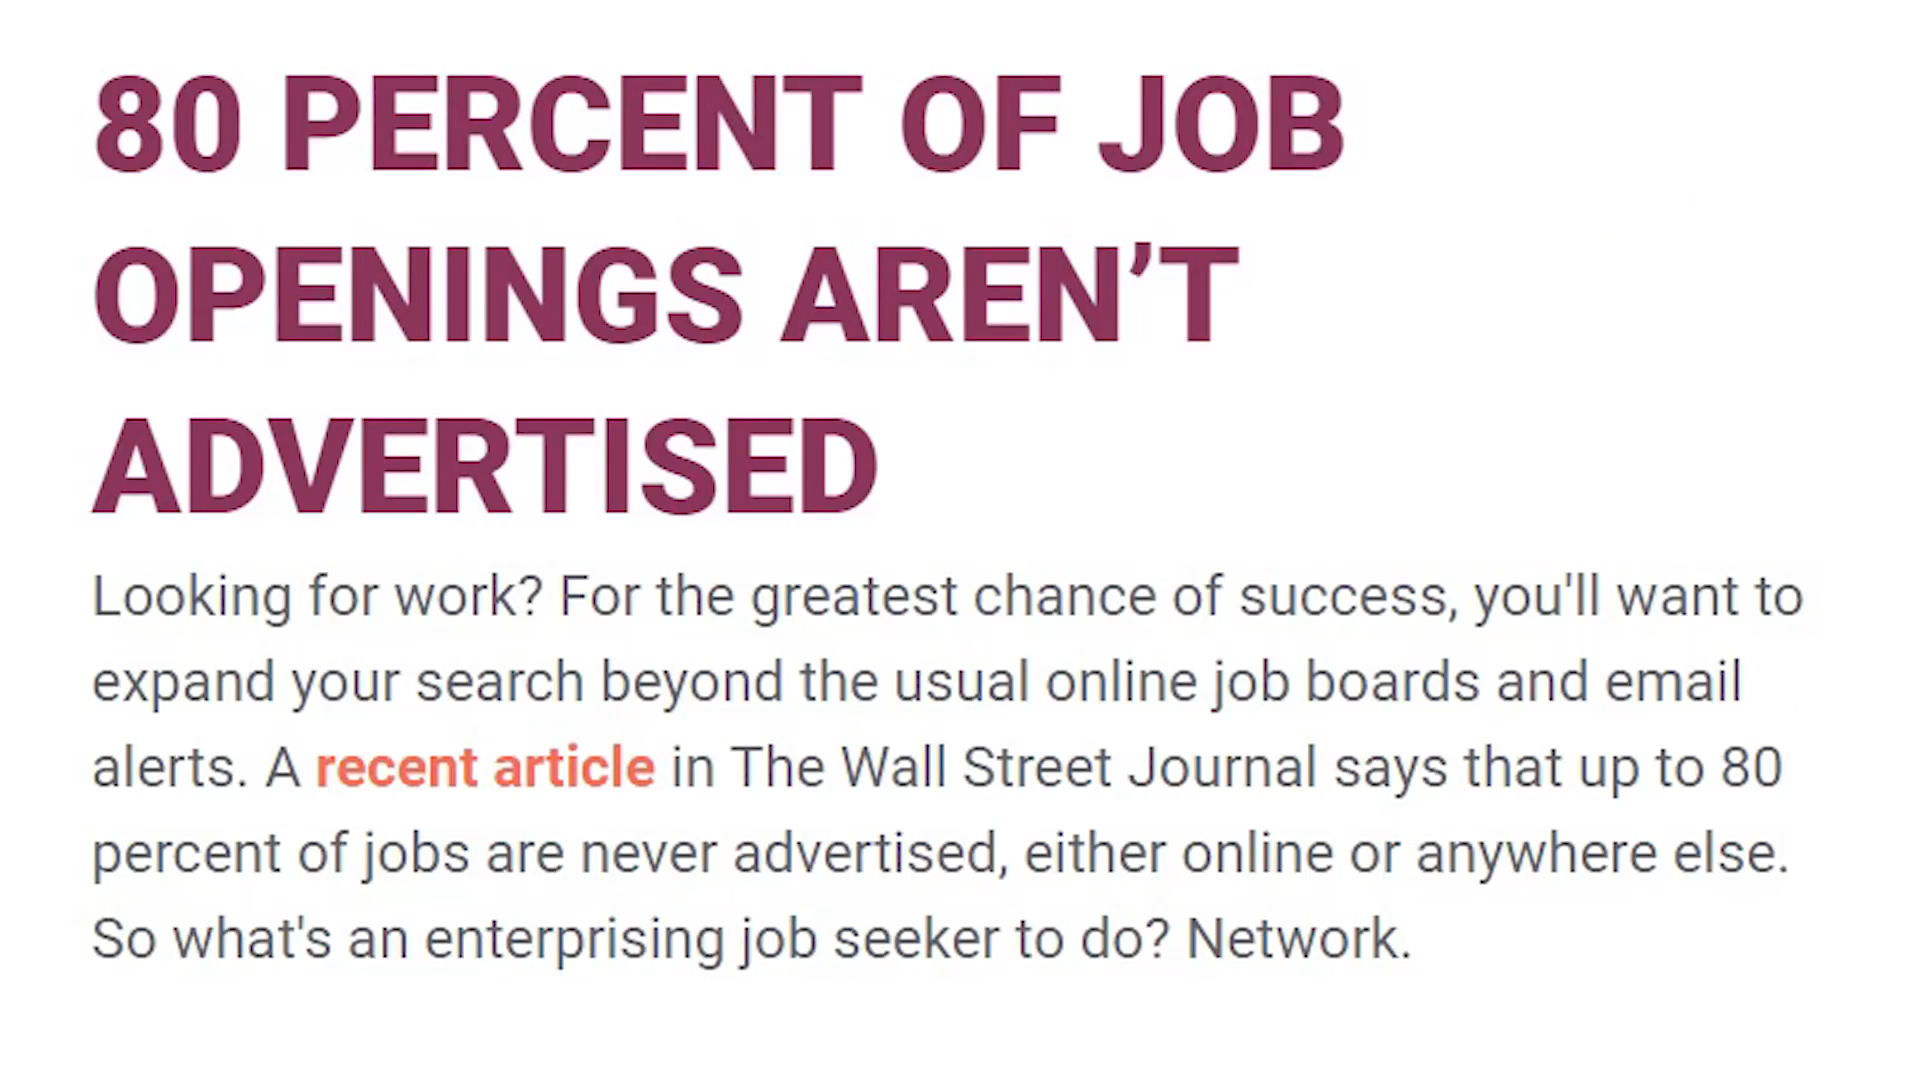 80 PERCENT OF JOB
OPENINGS AREN’T
ADVERTISED
Looking for work? For the greatest chance of success, you'll want to
expand your search beyond the usual online job boards and email
alerts. A recent article in The Wall Street Journal says that up to 80
percent of jobs are never advertised, either online or anywhere else.
So what's an enterprising job seeker to do? Network.